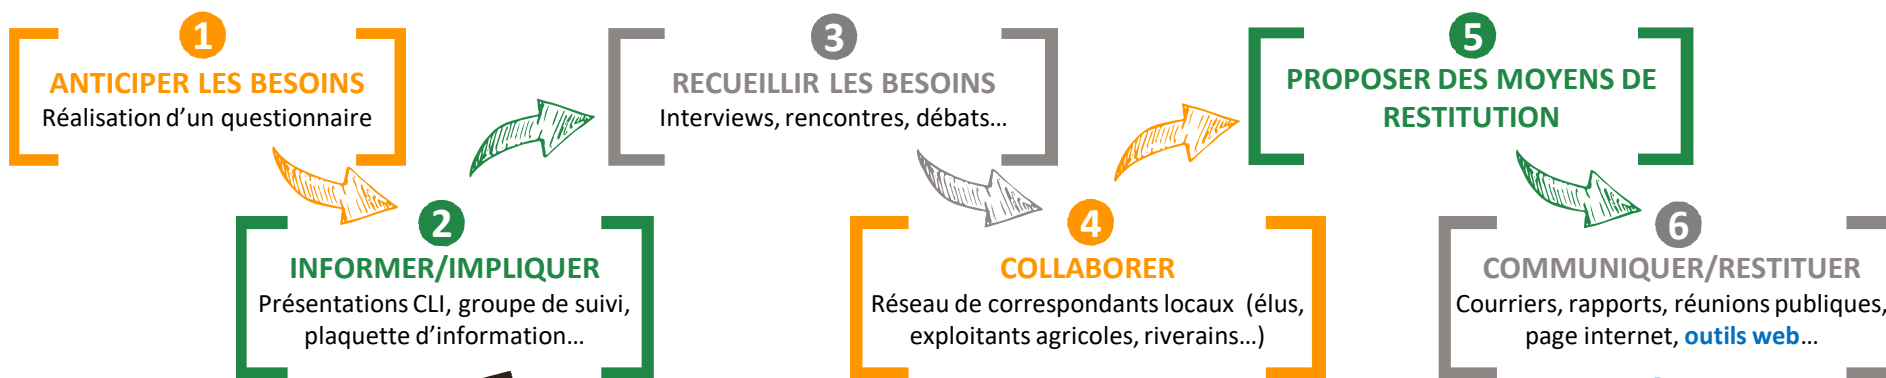 1
ANTICIPER LES BESOINS
Réalisation d’un questionnaire
2
INFORMER/IMPLIQUER
Présentations CLI, groupe de suivi,
plaquette d’information…
3
RECUEILLIR LES BESOINS
Interviews, rencontres, débats…
4
COLLABORER
Réseau de correspondants locaux (élus,
exploitants agricoles, riverains…)
5
PROPOSER DES MOYENS DE
RESTITUTION
6
COMMUNIQUER/RESTITUER
Courriers, rapports, réunions publiques,
page internet, outils web…